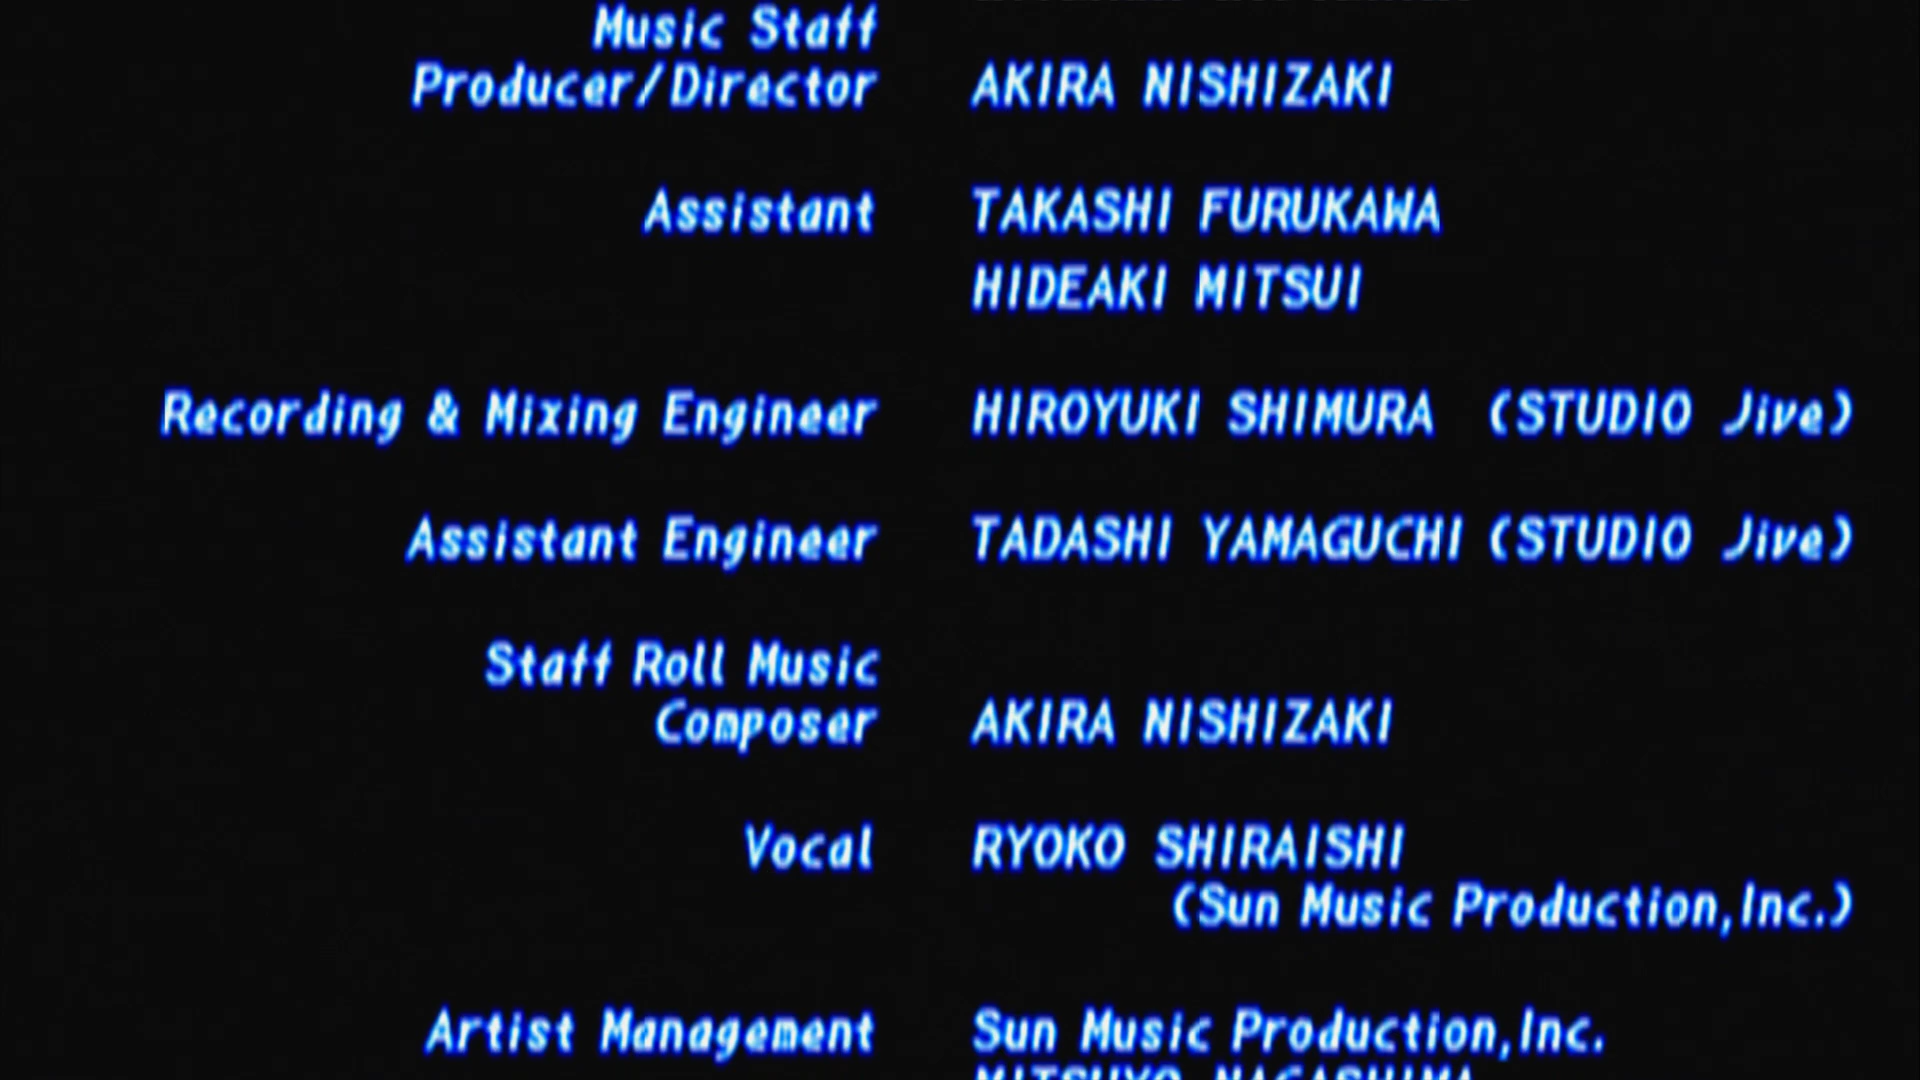 Music Staff
Producer/Director AKIRA NISHIZAKI
Assistant TAKASHI FURUKAWA
HIDEAKI MITSUI
Recording & Mixing Engineer HIROYUKI SHIMURA (STUDIO Jive)
Assistant Engineer TADASHI YAMAGUCHI (STUDIO Jive)
Staff Roll Music
Composer AKIRA NISHIZAKI
Vocal RYOKO SHIRAISHI
(Sun Music Production,Inc.)
Artist Management Sun Music Production,Inc.
MITSUYO NAGASHIMA